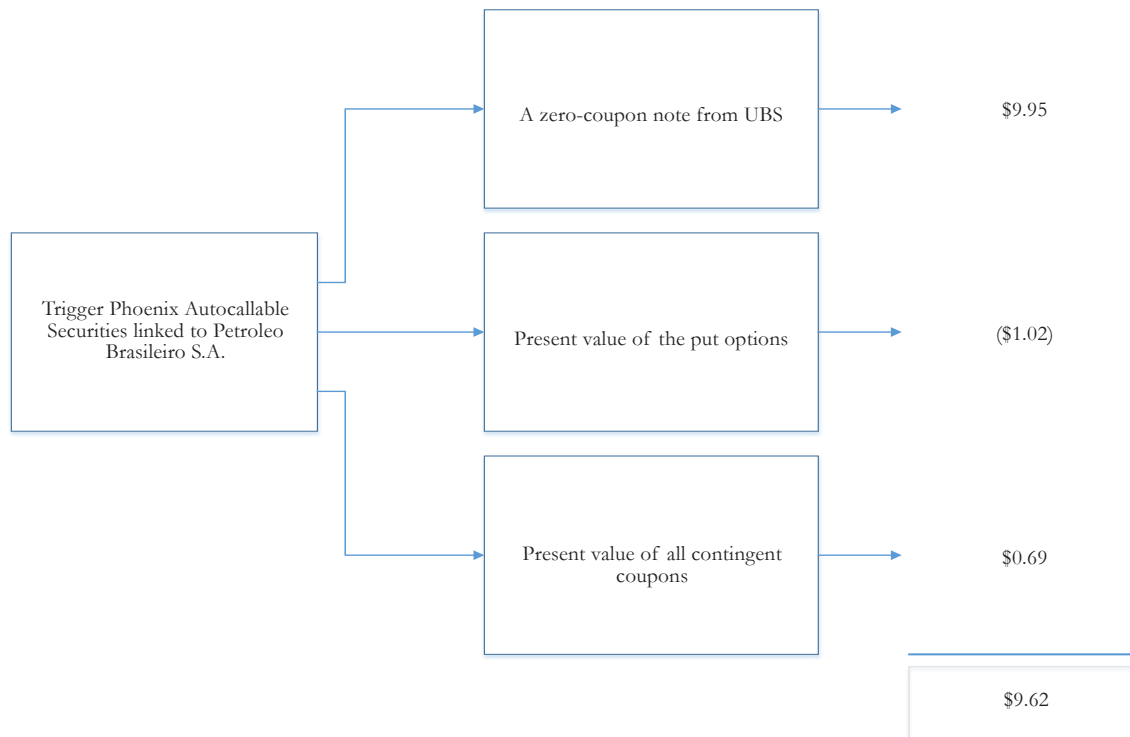 A zero-coupon note from UBS
$9.95
Trigger Phoenix Autocallable
Securities linked to Petroleo
Brasileiro S.A.
Present value of the put options
($1.02)
Present value of all contingent
coupons
$0.69
$9.62